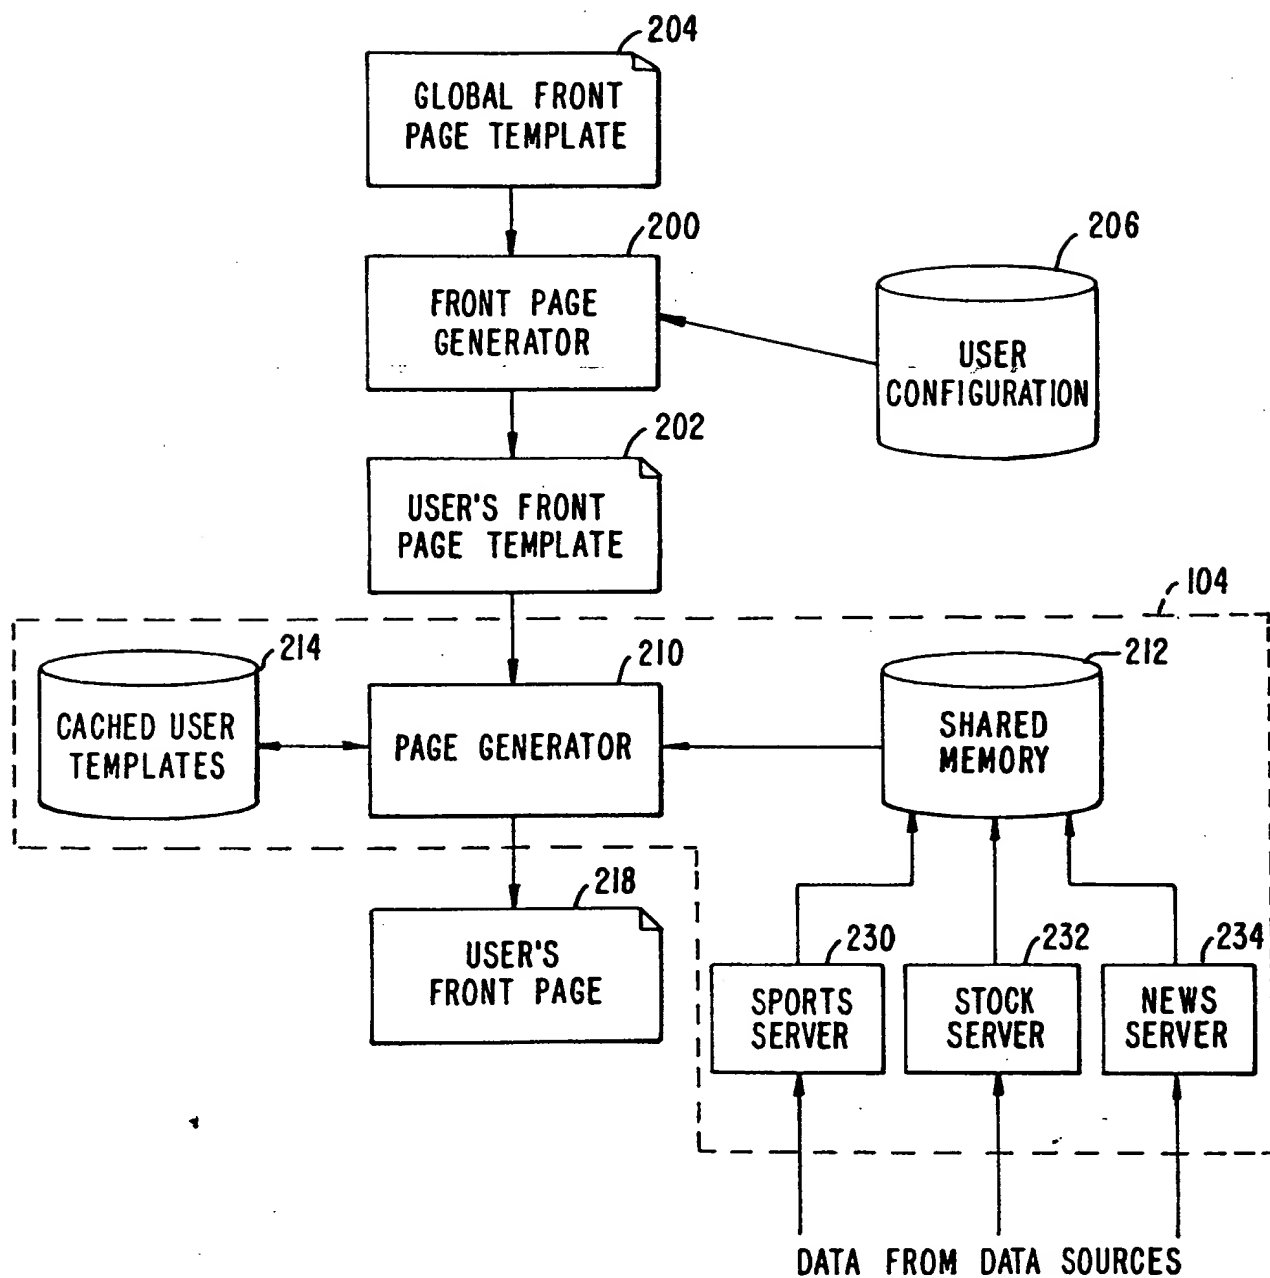 204
GLOBAL FRONT
PAGE TEMPLATE
200
FRONT PAGE
GENERATOR
206
USER
CONFIGURATION
202
USER'S FRONT
PAGE TEMPLATE
104
214
CACHED USER
TEMPLATES
210
PAGE GENERATOR
212
SHARED
MEMORY
218
USER'S
FRONT PAGE
230
SPORTS
SERVER
232
STOCK
SERVER
234
NEWS
SERVER
DATA FROM DATA SOURCES